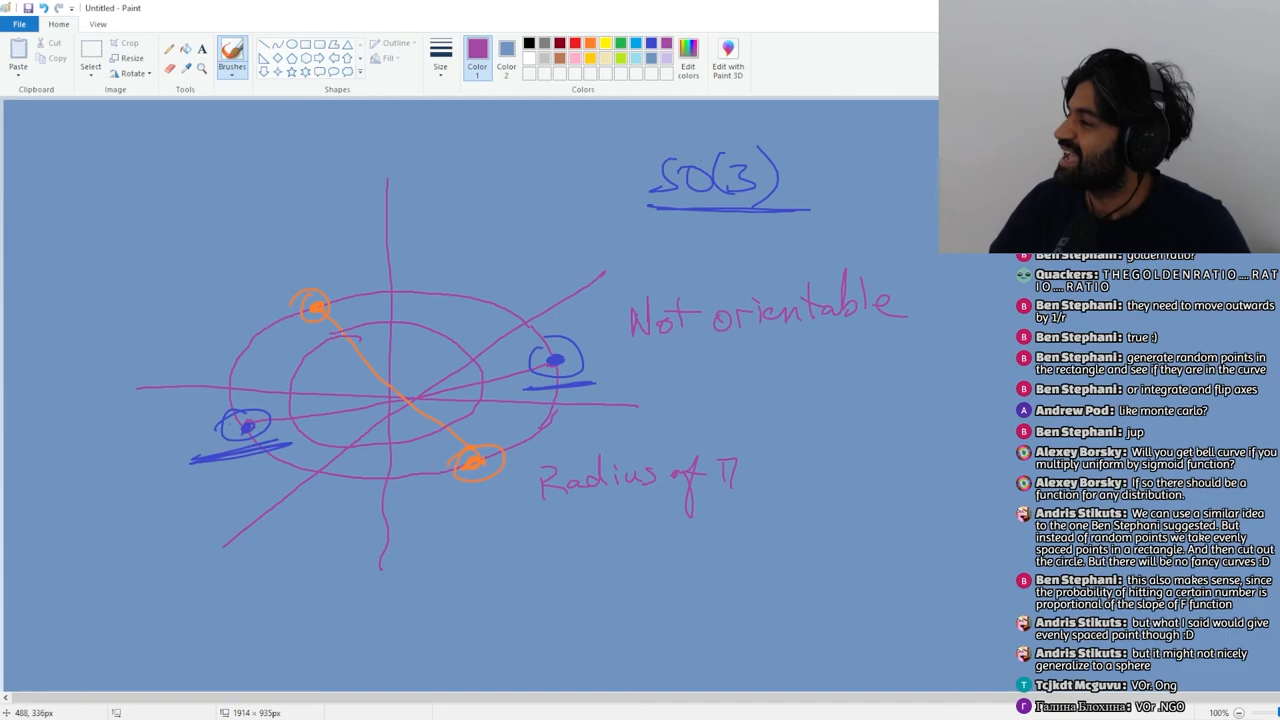 Untitled - Paint
File
Home
View
Paste
Cut
Copy
Clipboard
Select
Crop
Resize
Rotate
Image
Tools
A
Brushes
Outline
Fill
Shapes
Size
Color 1
Color 2
Edit colors
Edit with Paint 3D
Colors
SO(3)
Not orientable
Radius of π
Ben Stephani: golden ratio?
Quackers: T H E G O L D E N R A T I O .... R A T
I O .... R A T I O
Ben Stephani: they need to move outwards
by 1/r
Ben Stephani: true :)
Ben Stephani: generate random points in
the rectangle and see if they are in the curve
Ben Stephani: or integrate and flip axes
Andrew Pod: like monte carlo?
Ben Stephani: jup
Alexey Borsky: Will you get bell curve if you
multiply uniform by sigmoid function?
Alexey Borsky: If so there should be a
function for any distribution.
Andris Stikuts: We can use a similar idea
to the one Ben Stephani suggested. But
instead of random points we take evenly
spaced points in a rectangle. And then cut out
the circle. But there will be no fancy curves :D
Ben Stephani: this also makes sense, since
the probability of hitting a certain number is
proportional of the slope of F function
Andris Stikuts: but what I said would give
evenly spaced point though :D
Andris Stikuts: but it might not nicely
generalize to a sphere
Tcjkdt Mcguvu: VOr. Ong
Галина Блохина: VOr .NGO
488, 336px
1914 × 935px
100%